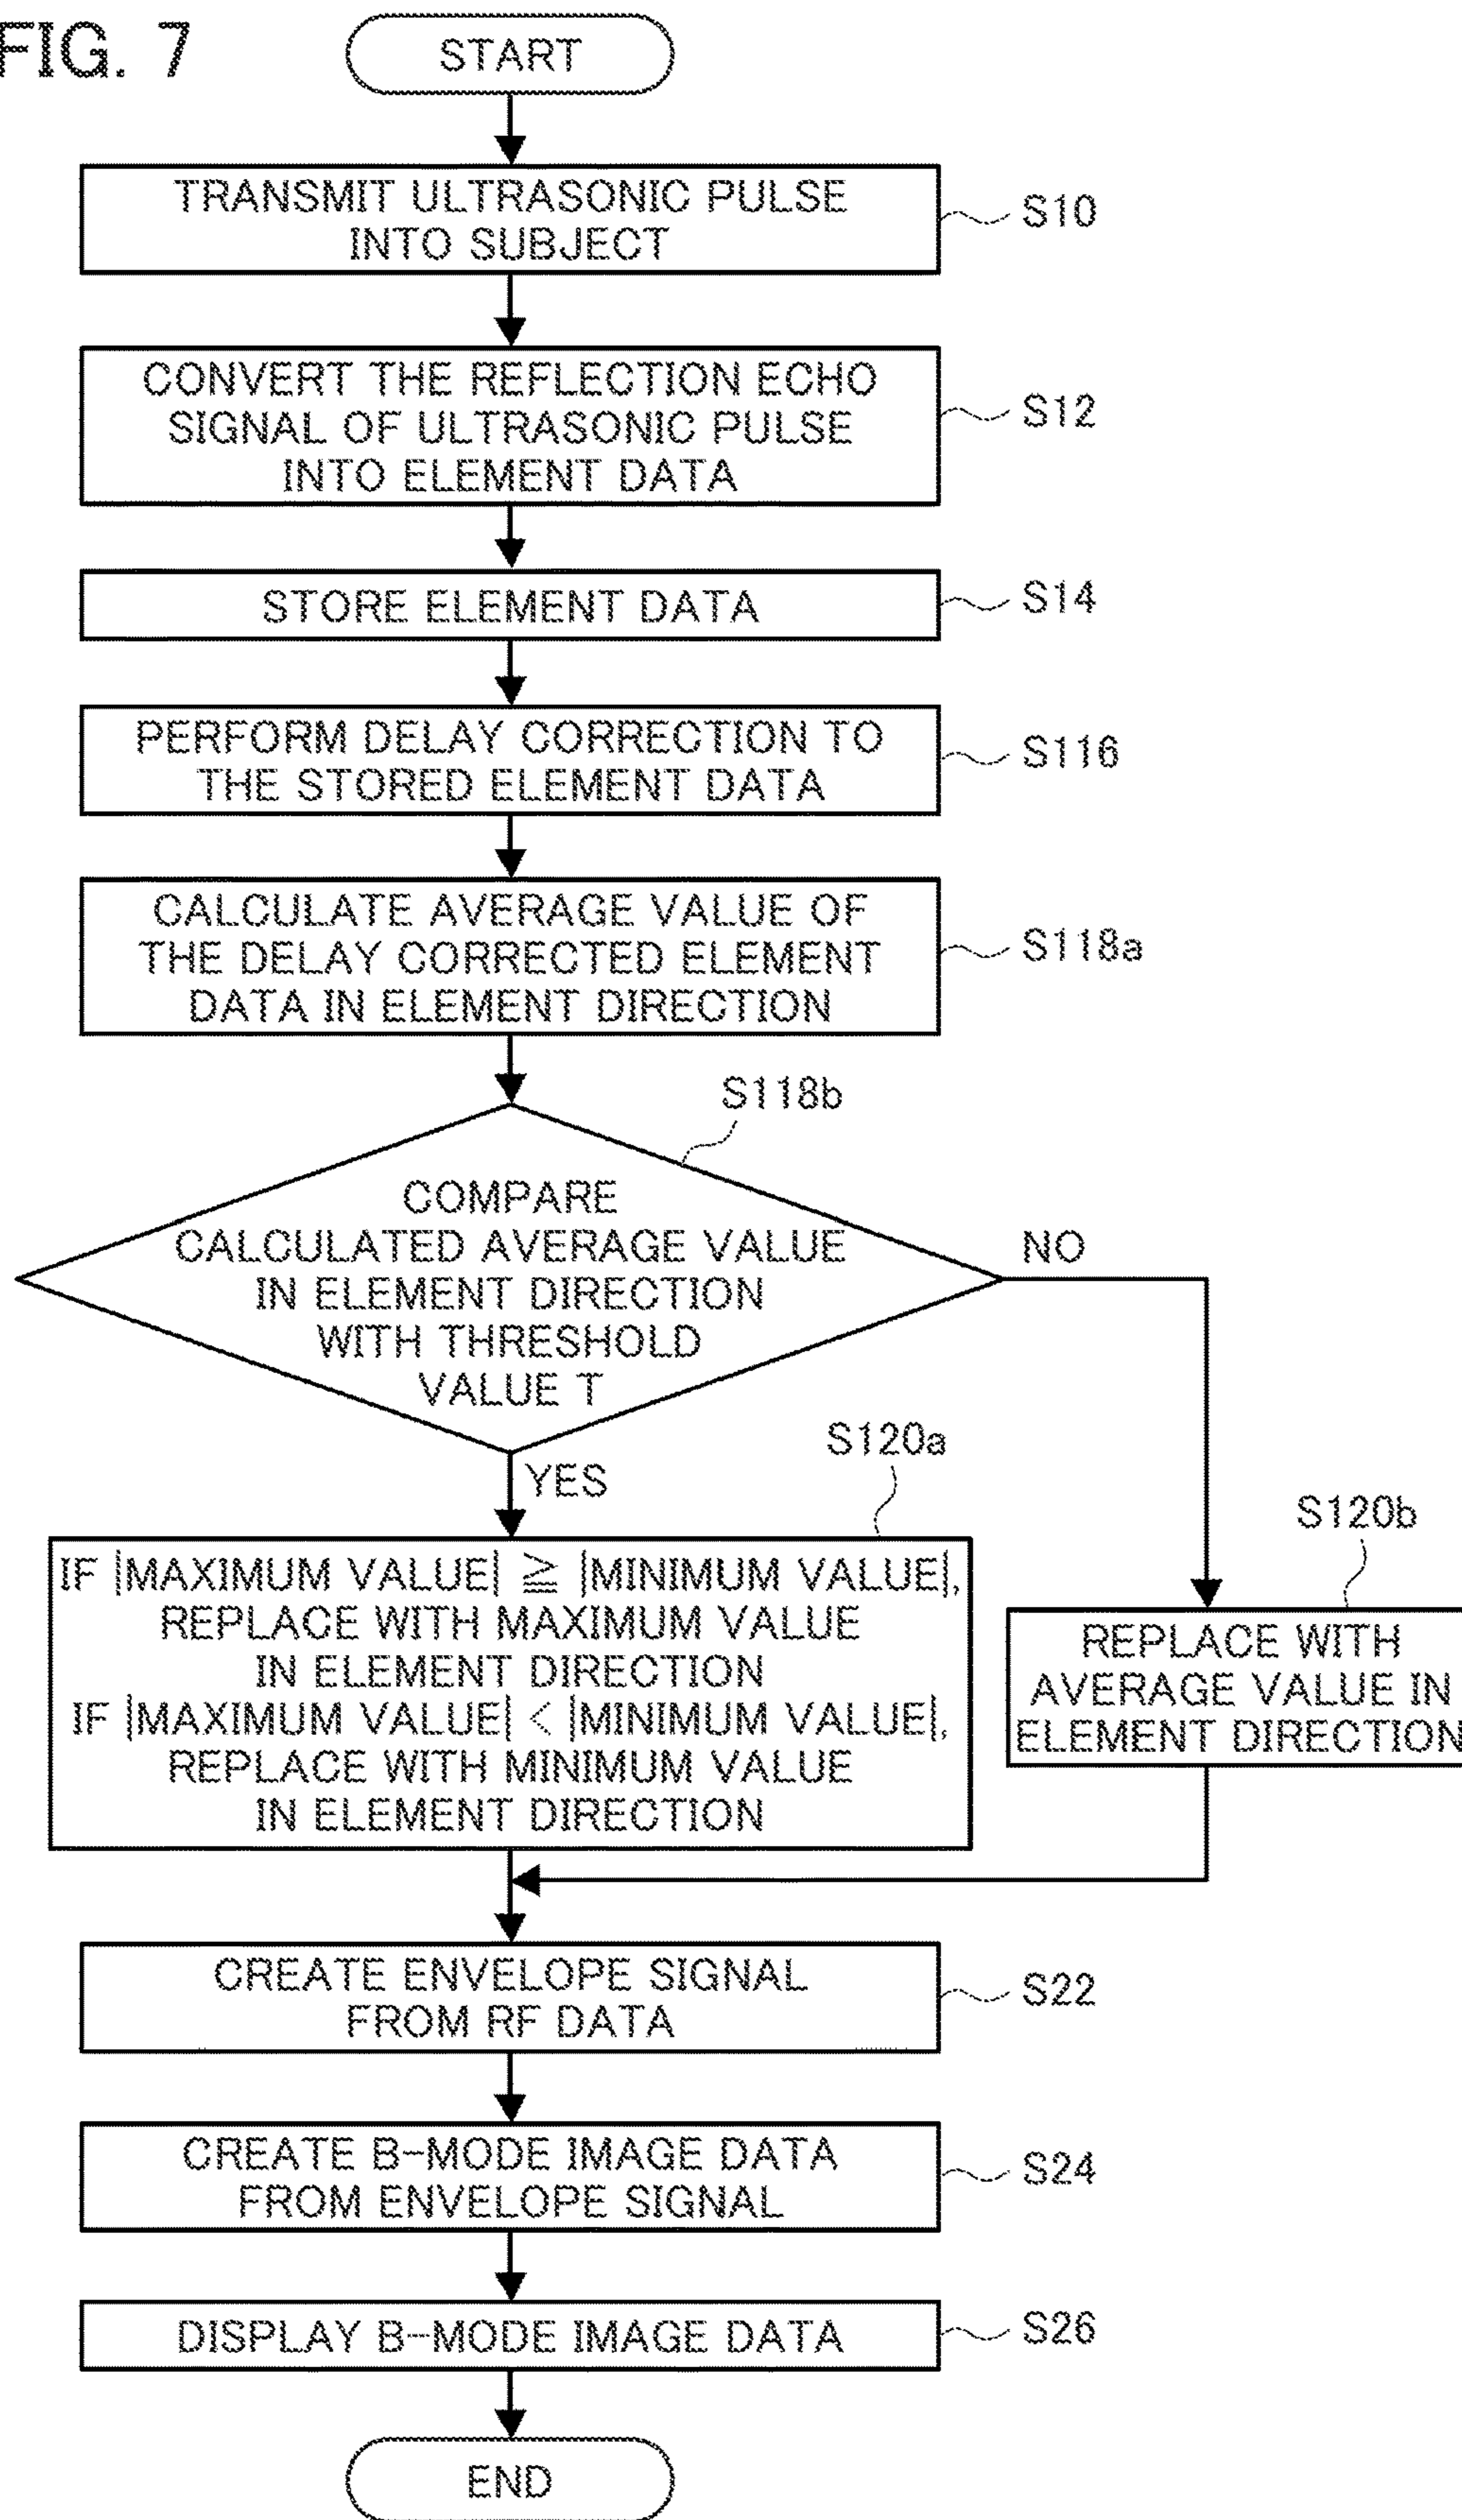 FIG. 7
START
TRANSMIT ULTRASONIC PULSE
INTO SUBJECT
S10
CONVERT THE REFLECTION ECHO
SIGNAL OF ULTRASONIC PULSE
INTO ELEMENT DATA
S12
STORE ELEMENT DATA
S14
PERFORM DELAY CORRECTION TO
THE STORED ELEMENT DATA
S116
CALCULATE AVERAGE VALUE OF
THE DELAY CORRECTED ELEMENT
DATA IN ELEMENT DIRECTION
S118a
S118b
COMPARE
CALCULATED AVERAGE VALUE
IN ELEMENT DIRECTION
WITH THRESHOLD
VALUE T
NO
YES
S120a
IF |MAXIMUM VALUE| ≧ |MINIMUM VALUE|,
REPLACE WITH MAXIMUM VALUE
IN ELEMENT DIRECTION
IF |MAXIMUM VALUE| < |MINIMUM VALUE|,
REPLACE WITH MINIMUM VALUE
IN ELEMENT DIRECTION
S120b
REPLACE WITH
AVERAGE VALUE IN
ELEMENT DIRECTION
CREATE ENVELOPE SIGNAL
FROM RF DATA
S22
CREATE B-MODE IMAGE DATA
FROM ENVELOPE SIGNAL
S24
DISPLAY B-MODE IMAGE DATA
S26
END